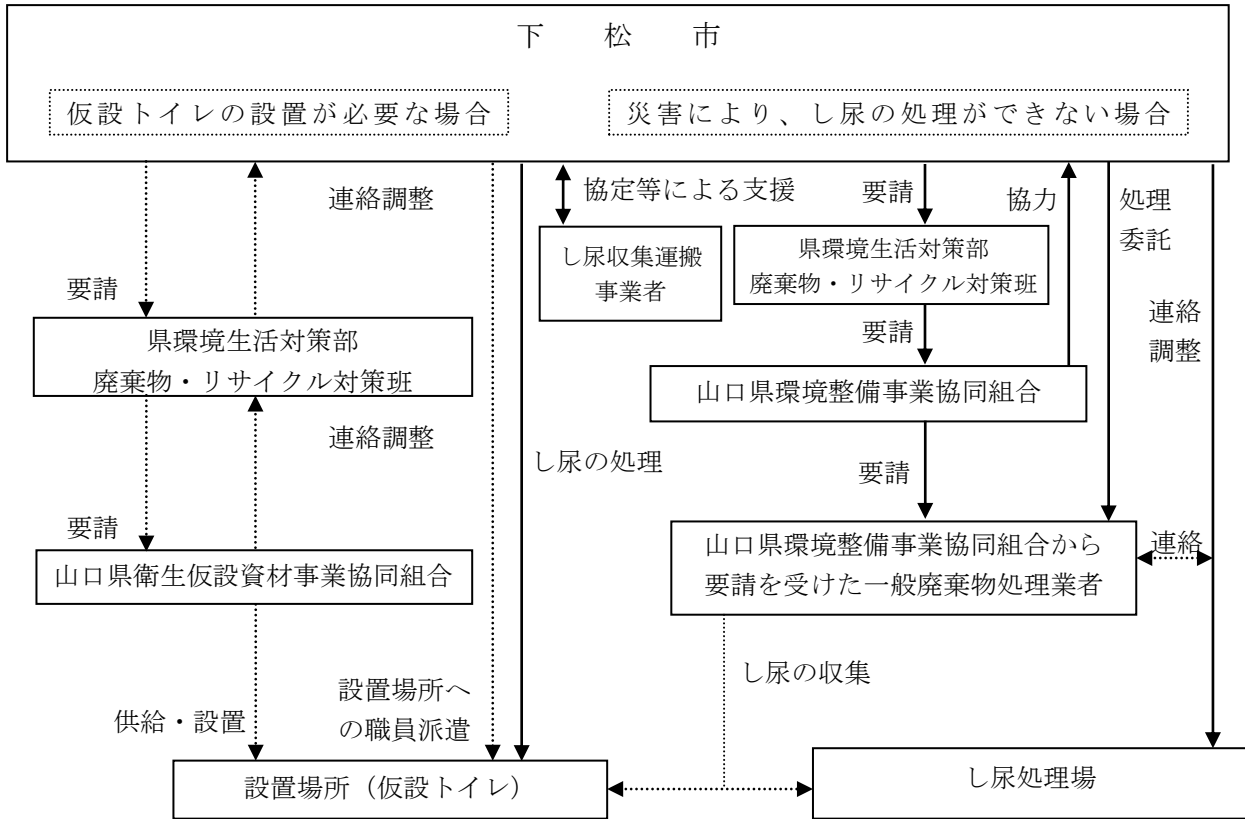 下松市
仮設トイレの設置が必要な場合
災害により、し尿の処理ができない場合
連絡調整
協定等による支援
要請
協力
処理
委託
し尿収集運搬
事業者
県環境生活対策部
廃棄物・リサイクル対策班
要請
連絡
調整
要請
県環境生活対策部
廃棄物・リサイクル対策班
山口県環境整備事業協同組合
連絡調整
し尿の処理
要請
要請
山口県衛生仮設資材事業協同組合
山口県環境整備事業協同組合から
要請を受けた一般廃棄物処理業者
連絡
し尿の収集
供給・設置
設置場所へ
の職員派遣
設置場所（仮設トイレ）
し尿処理場